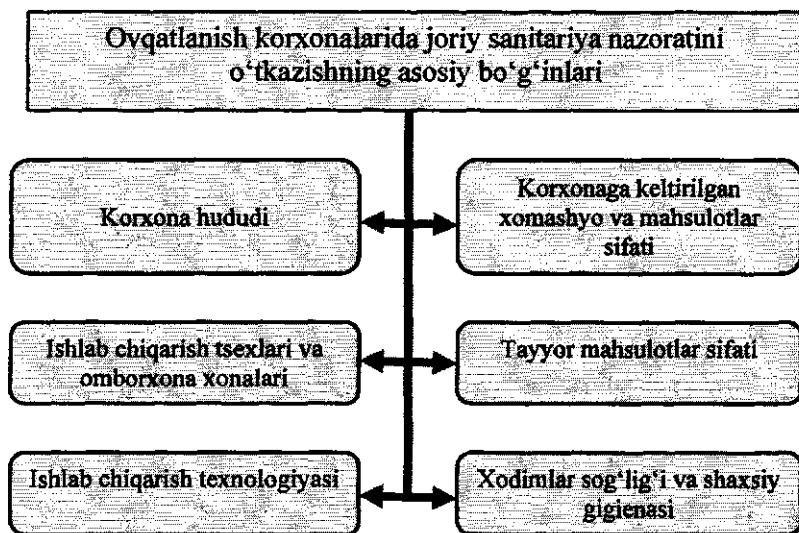 Ovqatlanish korxonalarida joriy sanitariya nazoratini
o‘tkazishning asosiy bo‘g‘inlari
Korxona hududi
Korxonaga keltirilgan
xomashyo va mahsulotlar
sifati
Ishlab chiqarish tsexlari va
omborxona xonalari
Tayyor mahsulotlar sifati
Ishlab chiqarish texnologiyasi
Xodimlar sog‘lig‘i va shaxsiy
gigienasi